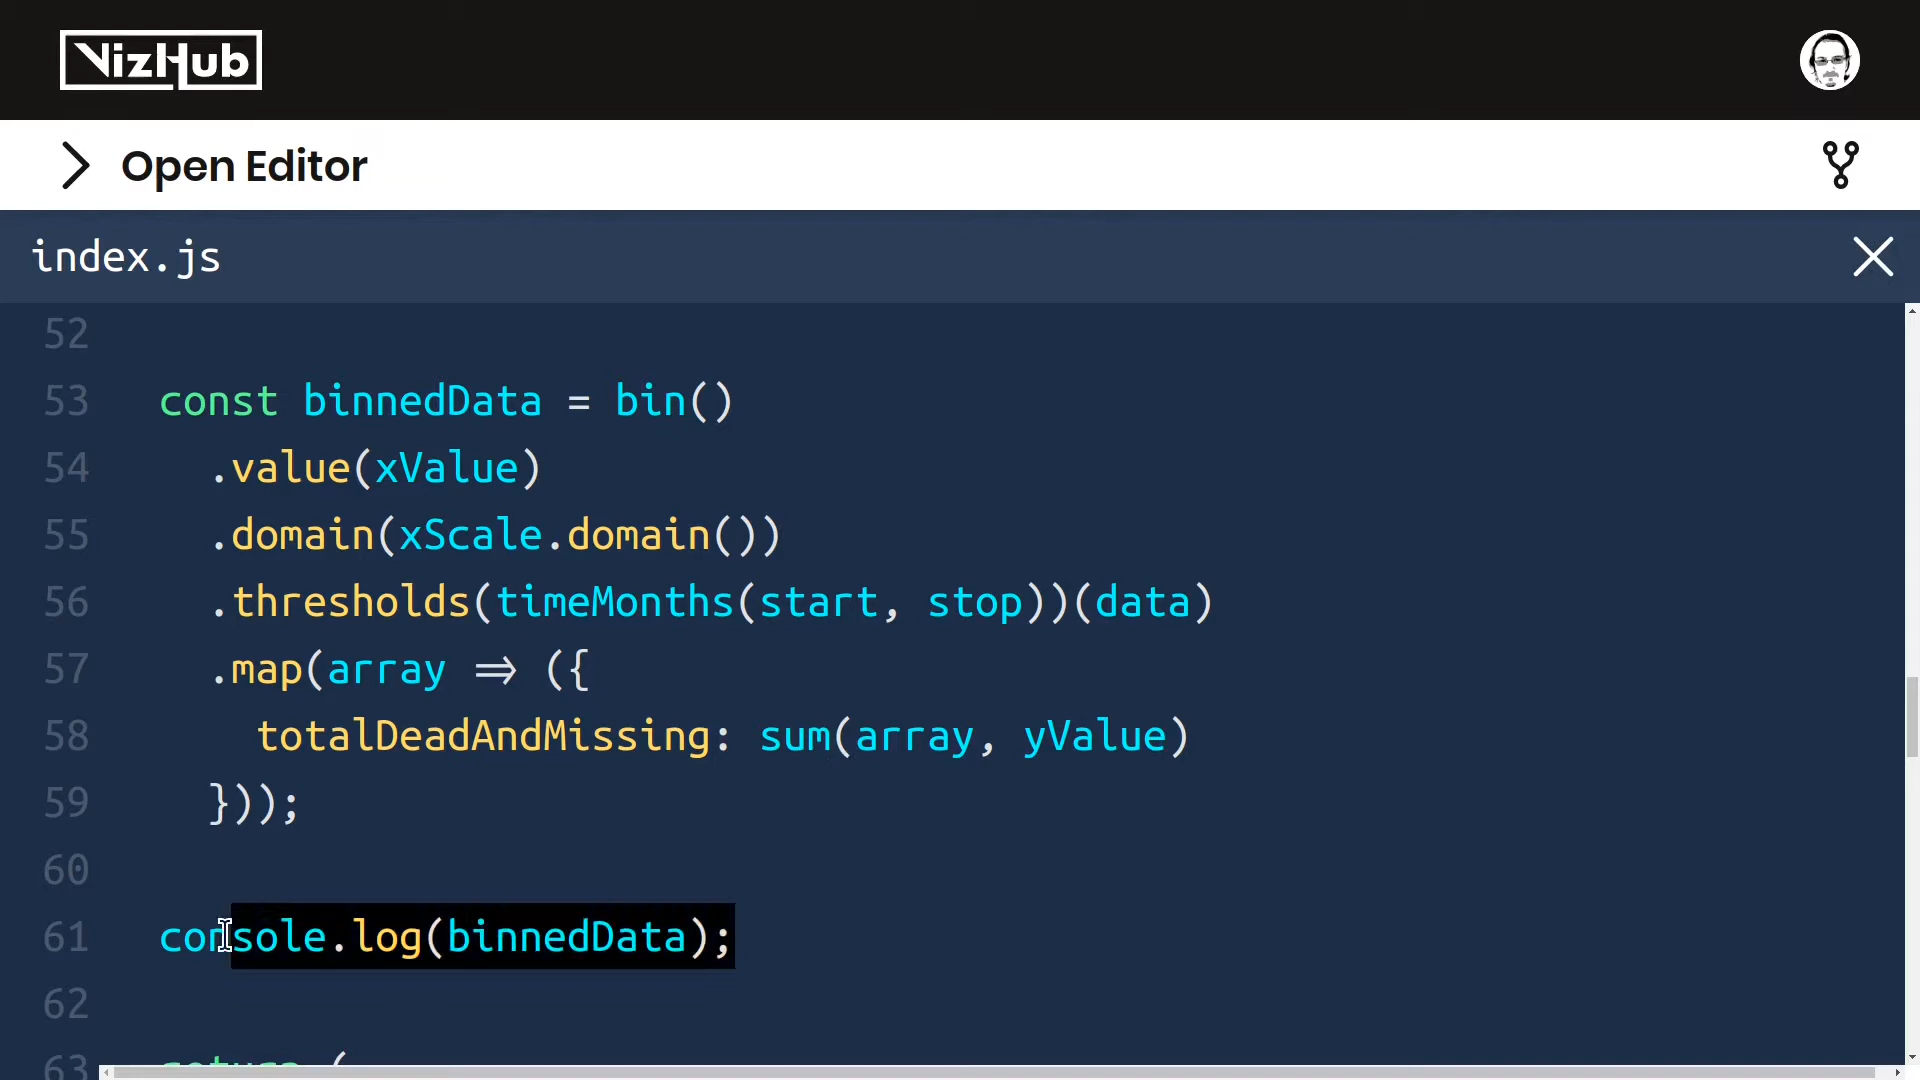 VizHub
Open Editor
index.js
52
53 const binnedData = bin()
54 .value(xValue)
55 .domain(xScale.domain())
56 .thresholds(timeMonths(start, stop))(data)
57 .map(array => ({
58 totalDeadAndMissing: sum(array, yValue)
59 }));
60
61 console.log(binnedData);
62
63 return (